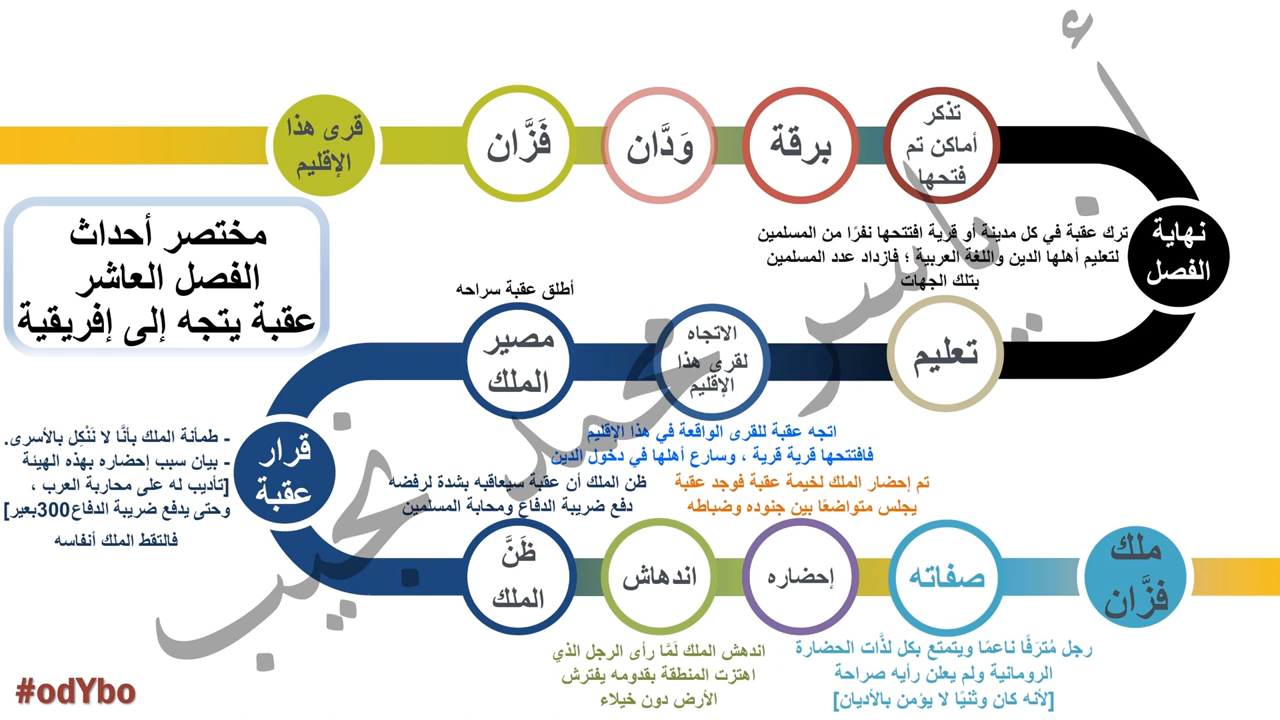 قرى هذا
الإقليم
فَزَّان
وَدَّان
برقة
تذكر
أماكن تم
فتحها
مختصر أحداث
الفصل العاشر
عقبة يتجه إلى إفريقية
نهاية
الفصل
ترك عقبة في كل مدينة أو قرية افتتحها نفرًا من المسلمين
لتعليم أهلها الدين واللغة العربية ؛ فازداد عدد المسلمين
بتلك الجهات
تعليم
الاتجاه
لقرى هذا
الإقليم
اتجه عقبة للقرى الواقعة في هذا الإقليم
فافتتحها قرية قرية ، وسارع أهلها في دخول الدين
أطلق عقبة سراحه
مصير
الملك
قرار
عقبة
- طمأنة الملك بأنَّا لا نَنْكِل بالأسرى.
- بيان سبب إحضاره بهذه الهيئة
[تأديب له على محاربة العرب ،
وحتى يدفع ضريبة الدفاع300بعير]
فالتقط الملك أنفاسه
ظن الملك أن عقبة سيعاقبه بشدة لرفضه
دفع ضريبة الدفاع ومحابة المسلمين
ظَنَّ
الملك
اندهاش
اندهش الملك لَمَّا رأى الرجل الذي
اهتزت المنطقة بقدومه يفترش
الأرض دون خيلاء
تم إحضار الملك لخيمة عقبة فوجد عقبة
يجلس متواضعًا بين جنوده وضباطه
إحضاره
صفاته
رجل مُترَفًا ناعمًا ويتمتع بكل لذَّات الحضارة
الرومانية ولم يعلن رأيه صراحة
[لأنه كان وثنيًا لا يؤمن بالأديان]
ملك
فزَّان
أ. ياسر محمد نجيب
#odYbo